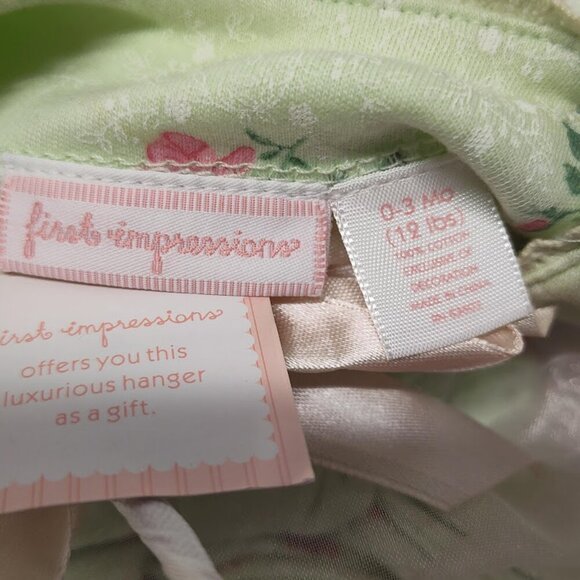 first impressions
0-3 MO
(12 lbs)
100% COTTON
EXCLUSIVE OF
DECORATION
MADE IN CHINA
first impressions
offers you this
luxurious hanger
as a gift.